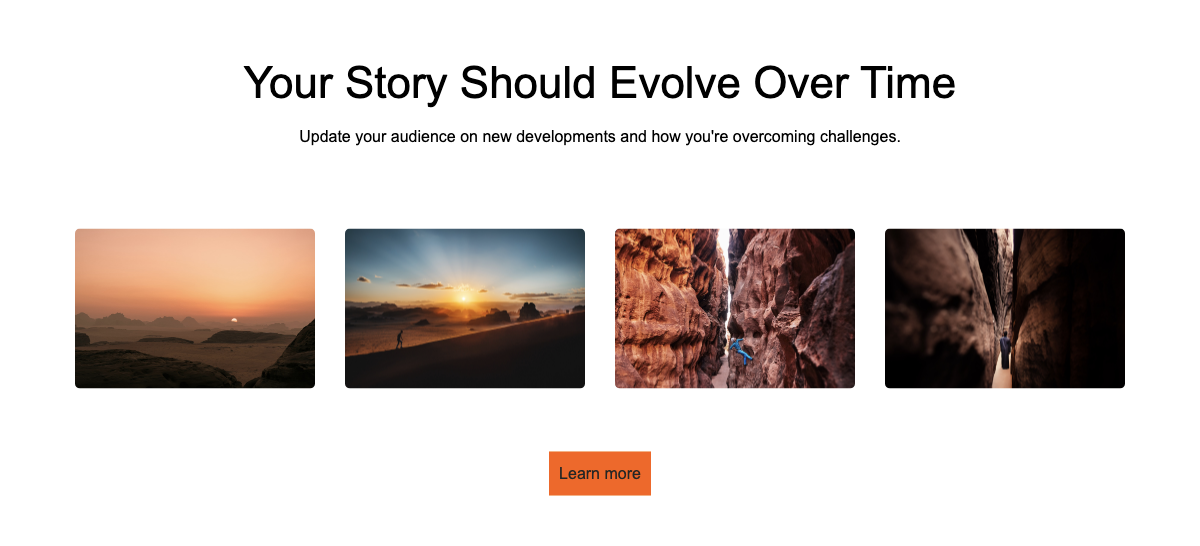 Your Story Should Evolve Over Time
Update your audience on new developments and how you're overcoming challenges.
Learn more